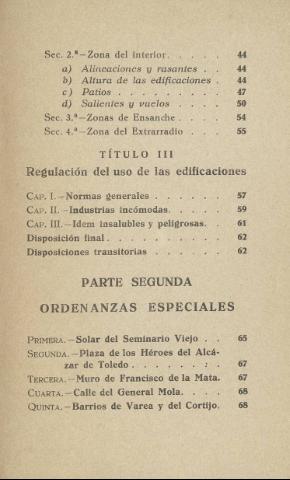 Sec. 2.ª—Zona del interior. . . . . 44
a) Alineaciones y rasantes . . 44
b) Altura de las edificaciones . 44
c) Patios . . . . . . . . . 47
d) Salientes y vuelos . . . . 50
Sec. 3.ª—Zonas de Ensanche . . . . 54
Sec. 4.ª—Zona del Extrarradio . . . 55
TÍTULO III
Regulación del uso de las edificaciones
CAP. I.—Normas generales . . . . . . 57
CAP. II.—Industrias incómodas. . . . . 59
CAP. III.—Idem insalubles y peligrosas. 61
Disposición final . . . . . . . . . . 62
Disposiciones transitorias . . . . . . 62
PARTE SEGUNDA
ORDENANZAS ESPECIALES
PRIMERA.—Solar del Seminario Viejo . . 65
SEGUNDA.—Plaza de los Héroes del Alcá-
zar de Toledo . . . . . . . . 67
TERCERA.—Muro de Francisco de la Mata. 67
CUARTA.—Calle del General Mola. . . . 68
QUINTA.—Barrios de Varea y del Cortijo. 68